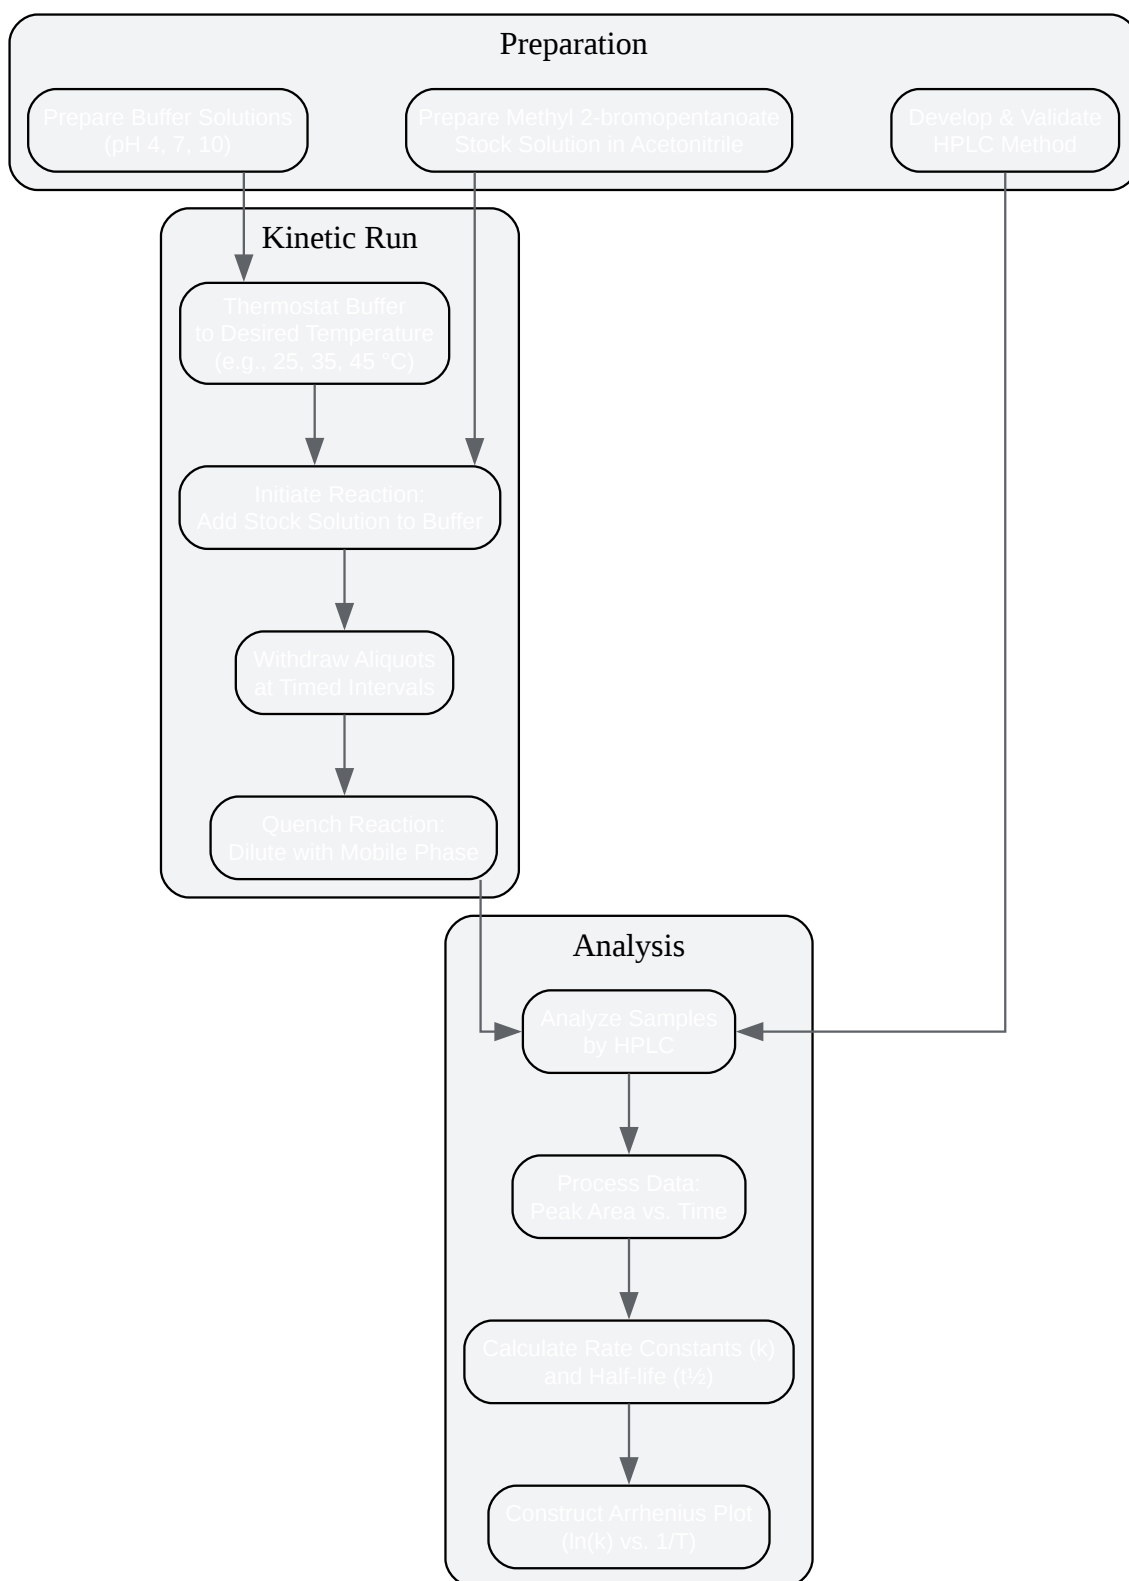 Preparation
Prepare Buffer Solutions
(pH 4, 7, 10)
Prepare Methyl 2-bromopentanoate
Stock Solution in Acetonitrile
Develop & Validate
HPLC Method
Kinetic Run
Thermostat Buffer
to Desired Temperature
(e.g., 25, 35, 45 °C)
Initiate Reaction:
Add Stock Solution to Buffer
Withdraw Aliquots
at Timed Intervals
Quench Reaction:
Dilute with Mobile Phase
Analysis
Analyze Samples
by HPLC
Process Data:
Peak Area vs. Time
Calculate Rate Constants (k)
and Half-life (t½)
Construct Arrhenius Plot
(ln(k) vs. 1/T)